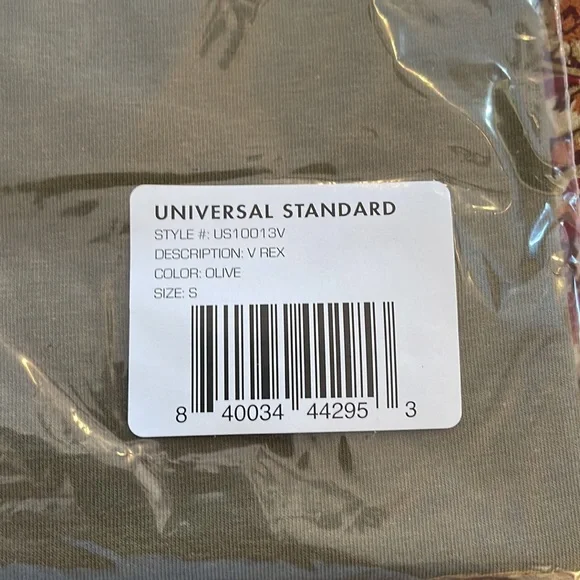 UNIVERSAL STANDARD
STYLE #: US10013V
DESCRIPTION: V REX
COLOR: OLIVE
SIZE: S
8 40034 44295 3